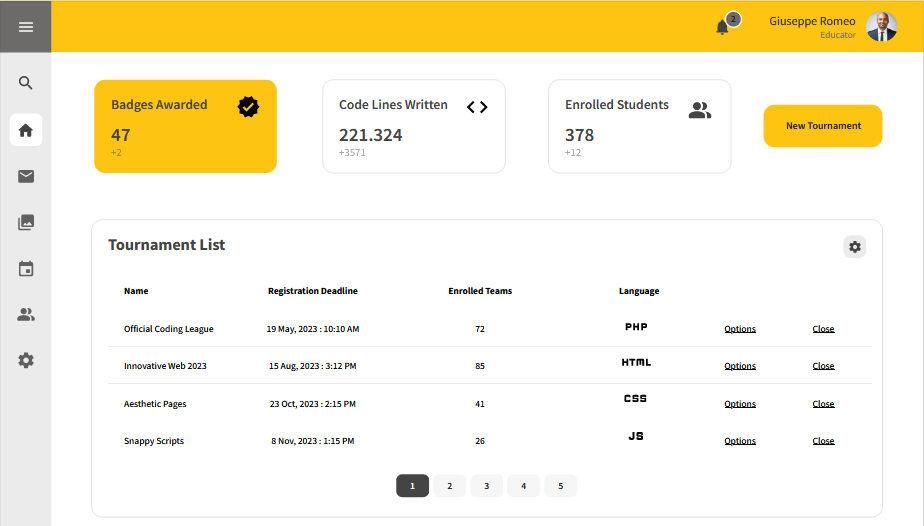 2
Giuseppe Romeo
Educator
Badges Awarded
47
+2
Code Lines Written
221.324
+3571
Enrolled Students
378
+12
New Tournament
Tournament List
Name Registration Deadline Enrolled Teams Language
Official Coding League 19 May, 2023 : 10:10 AM 72 PHP Options Close
Innovative Web 2023 15 Aug, 2023 : 3:12 PM 85 HTML Options Close
Aesthetic Pages 23 Oct, 2023 : 2:15 PM 41 CSS Options Close
Snappy Scripts 8 Nov, 2023 : 1:15 PM 26 JS Options Close
1 2 3 4 5